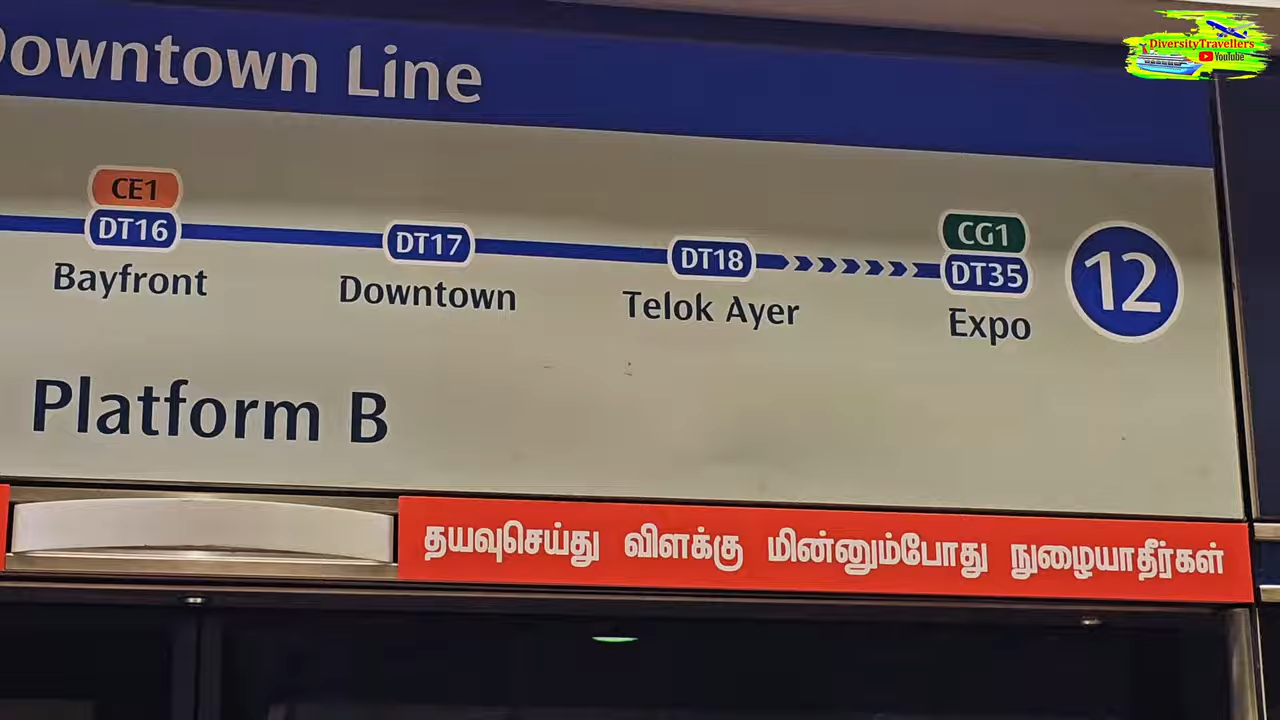 Downtown Line
CE1
DT16
Bayfront
DT17
Downtown
DT18
Telok Ayer
CG1
DT35
Expo
12
Platform B
தயவுசெய்து விளக்கு மின்னும்போது நுழையாதீர்கள்
DiversityTravellers
YouTube